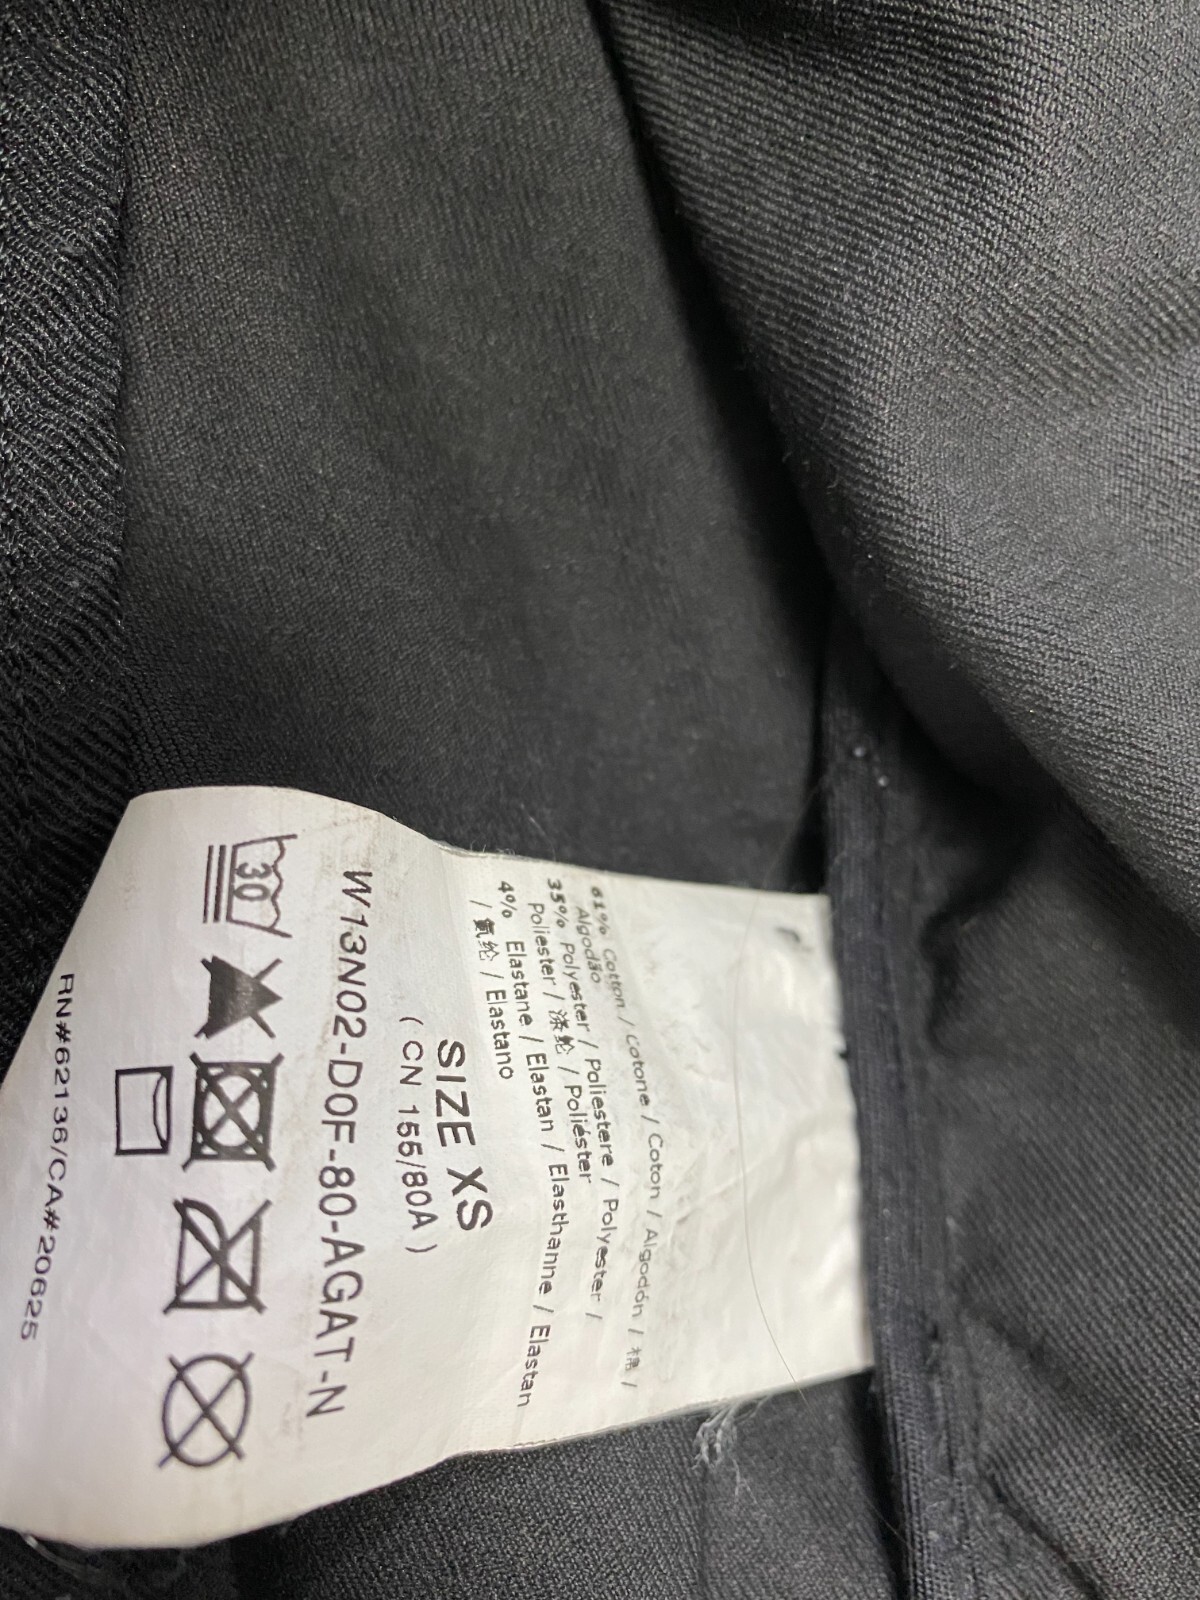 61% Cotton / Cotone / Coton / Algodón / 棉 /
Algodão
35% Polyester / Poliestere / Polyester /
Poliester / 涤纶 / Poliéster
4% Elastane / Elastan / Elasthanne / Elastan
/ 氨纶 / Elastano
SIZE XS
( CN 155/80A )
W13N02-D0F-80-AGAT-N
30
RN#62136/CA#20625